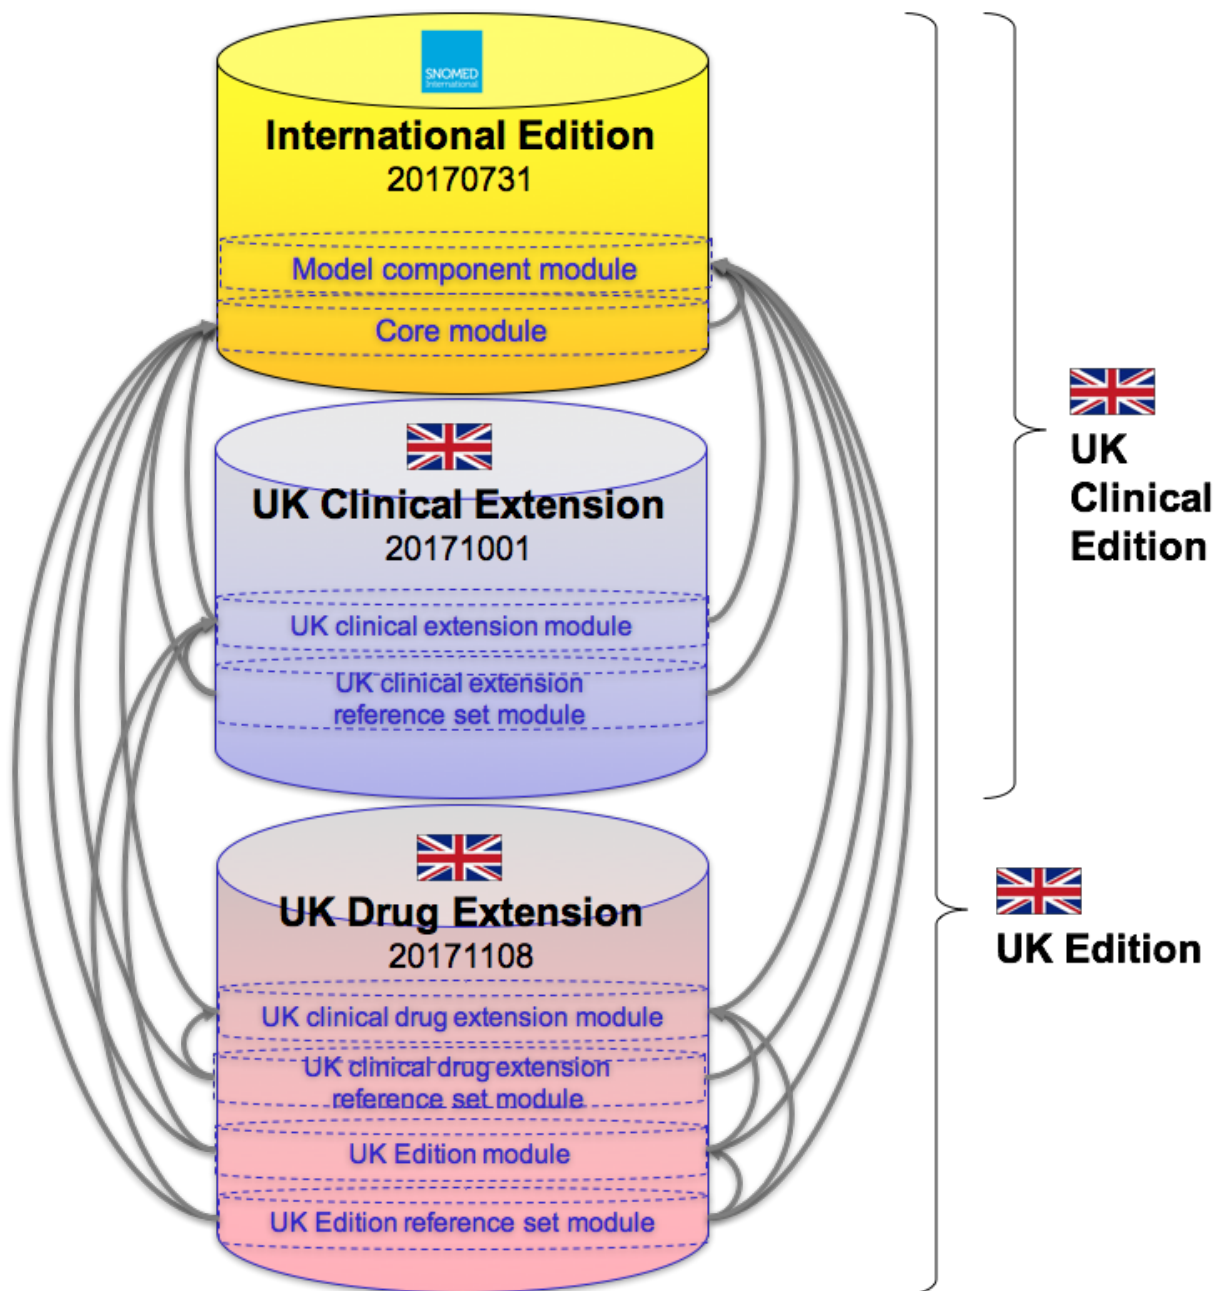 SNOMED
International
International Edition
20170731
Model component module
Core module
UK Clinical Extension
20171001
UK clinical extension module
UK clinical extension
reference set module
UK Drug Extension
20171108
UK clinical drug extension module
UK clinical drug extension
reference set module
UK Edition module
UK Edition reference set module
UK
Clinical
Edition
UK Edition